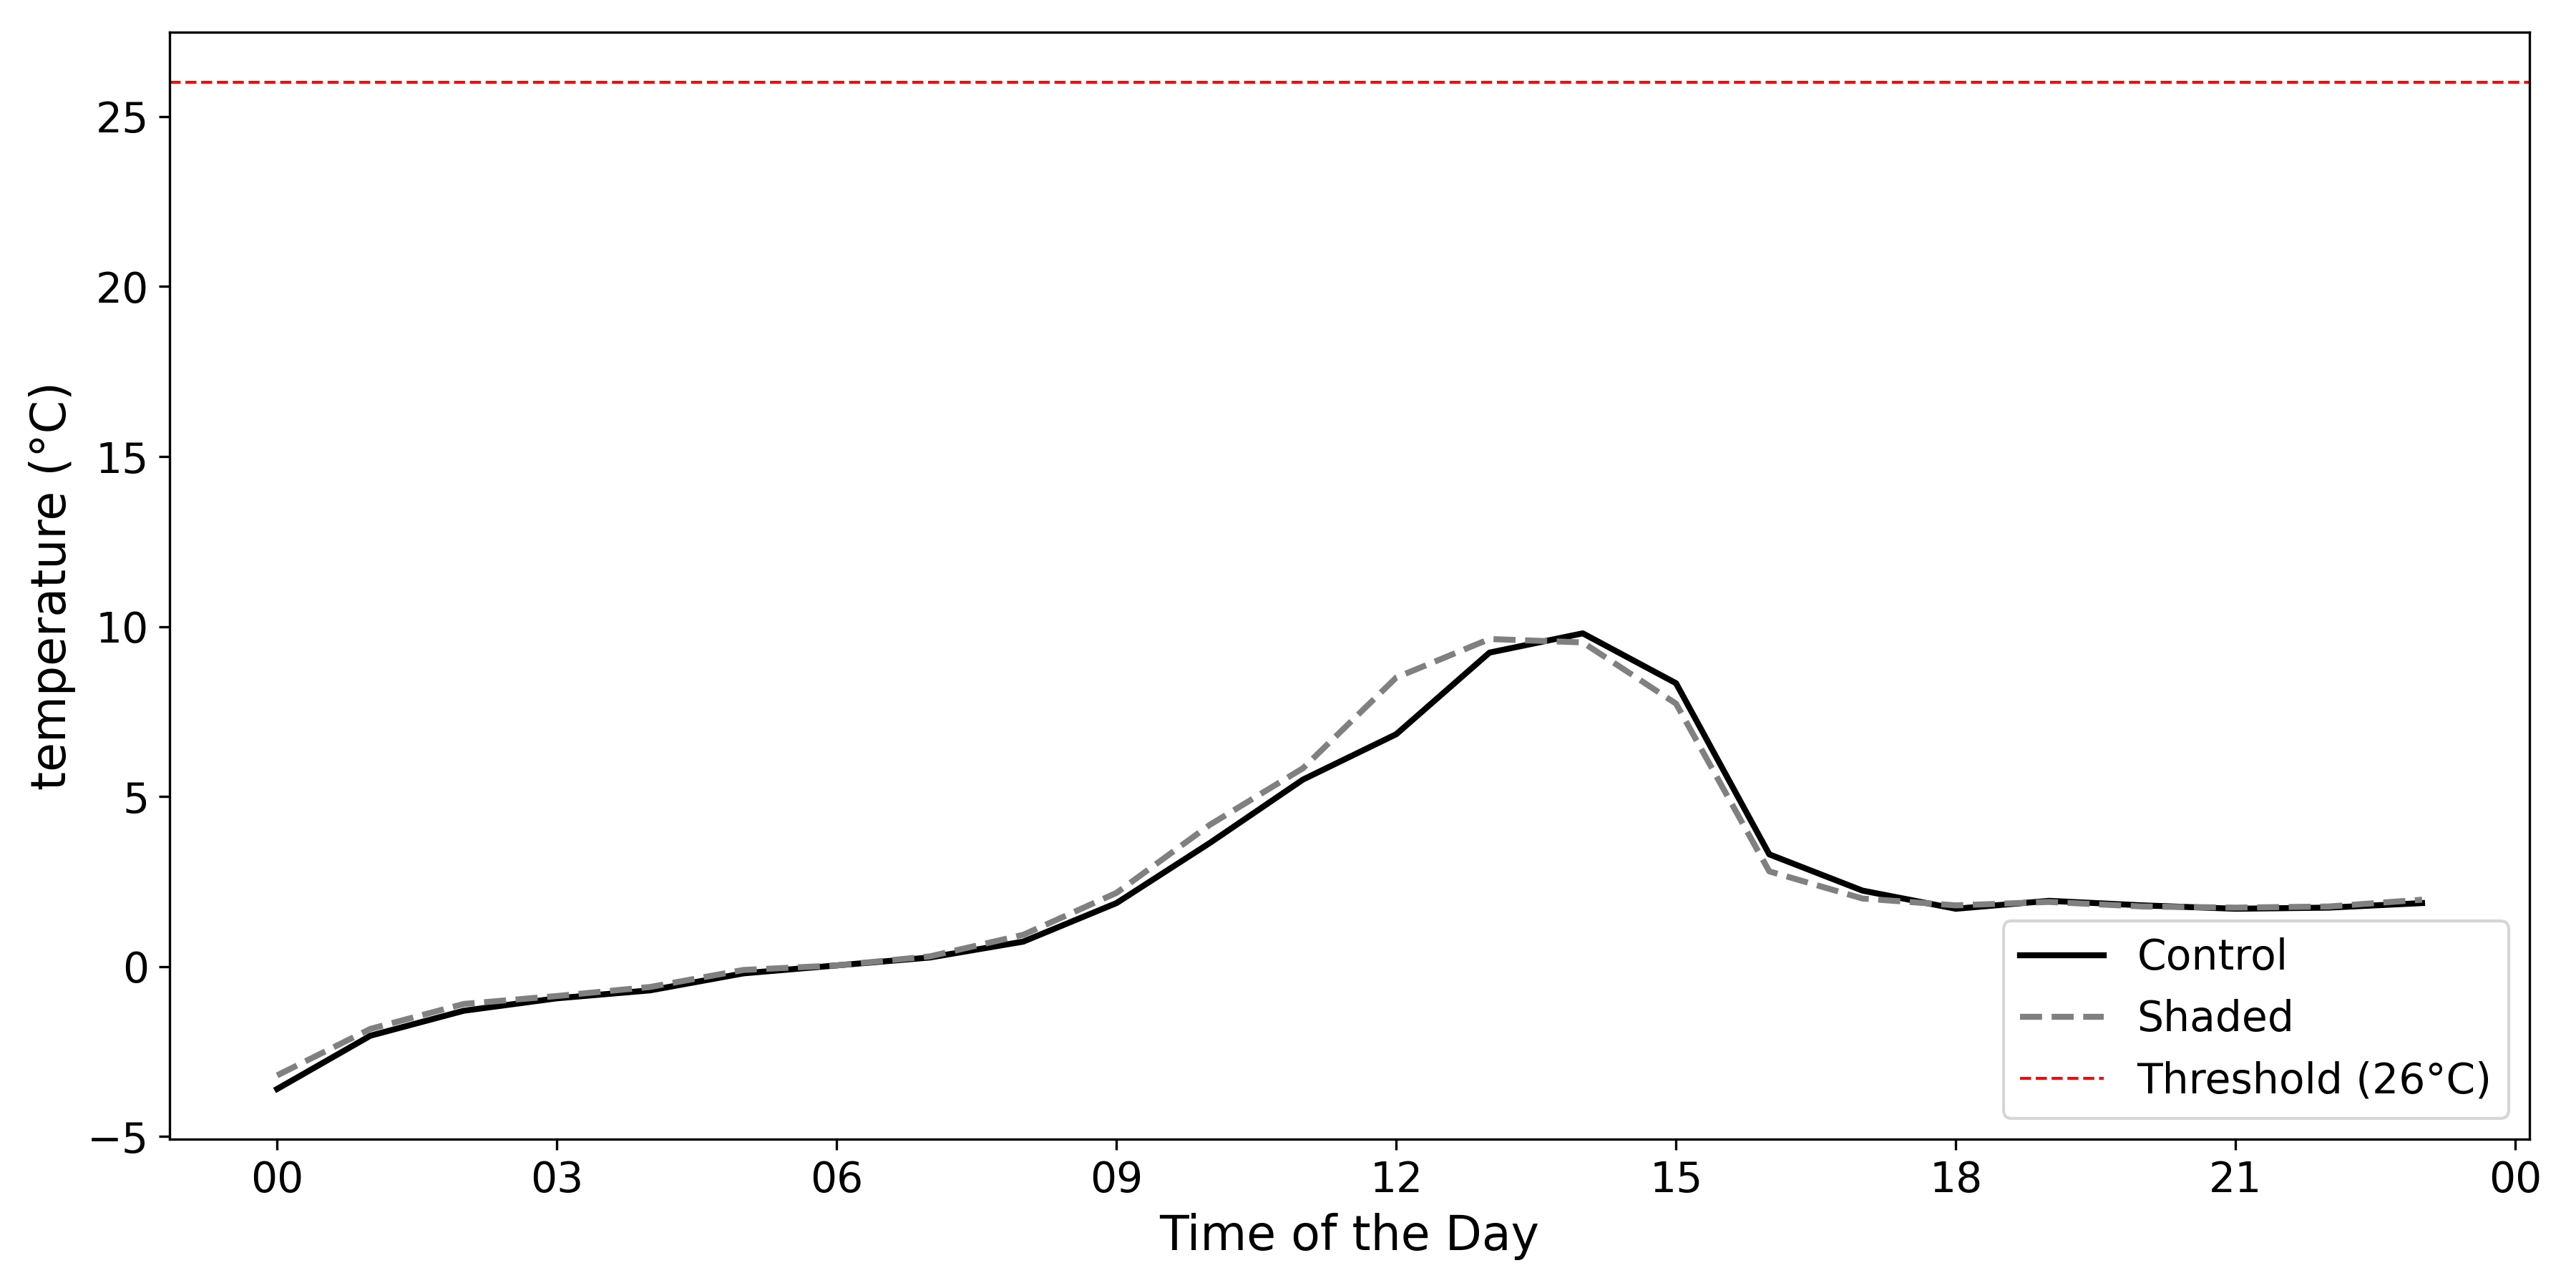 temperature (°C)
25
20
15
10
5
0
−5
00 03 06 09 12 15 18 21 00
Time of the Day
Control
Shaded
Threshold (26°C)